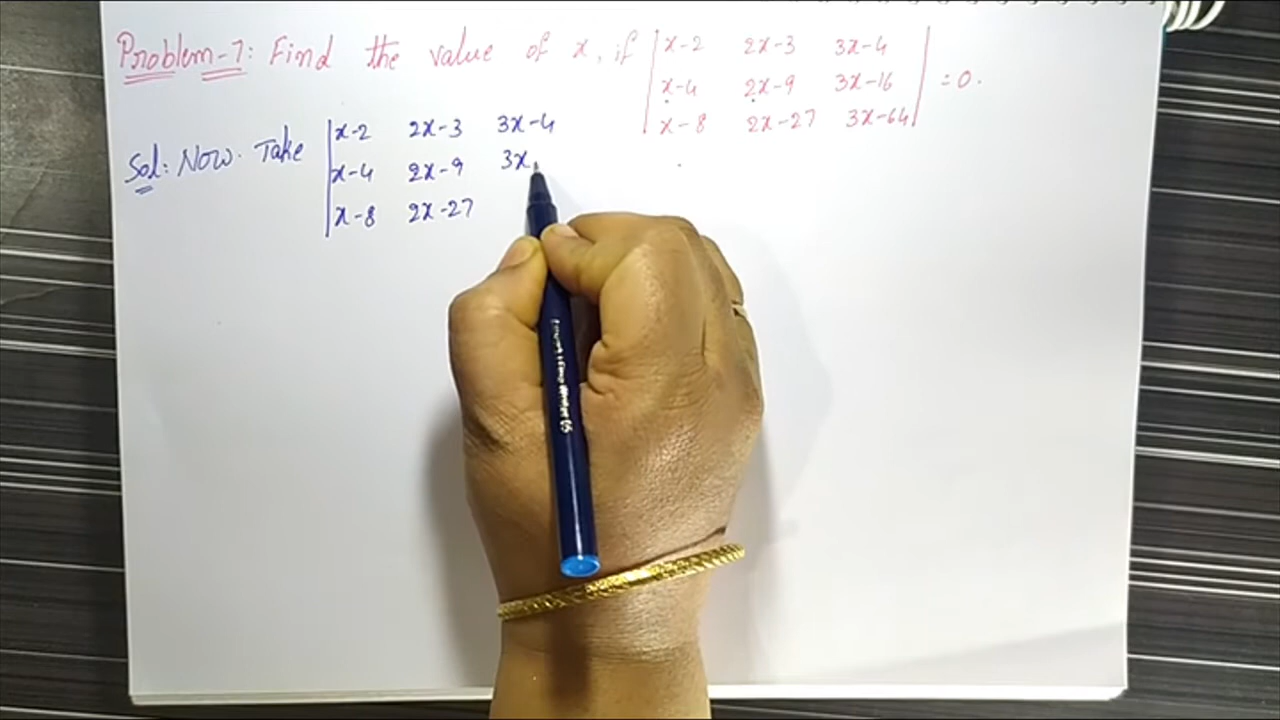 Problem-7: Find the value of x, if | x-2 2x-3 3x-4 |
| x-4 2x-9 3x-16 | = 0.
| x-8 2x-27 3x-64 |
Sol: Now. Take | x-2 2x-3 3x-4
| x-4 2x-9 3x
| x-8 2x-27